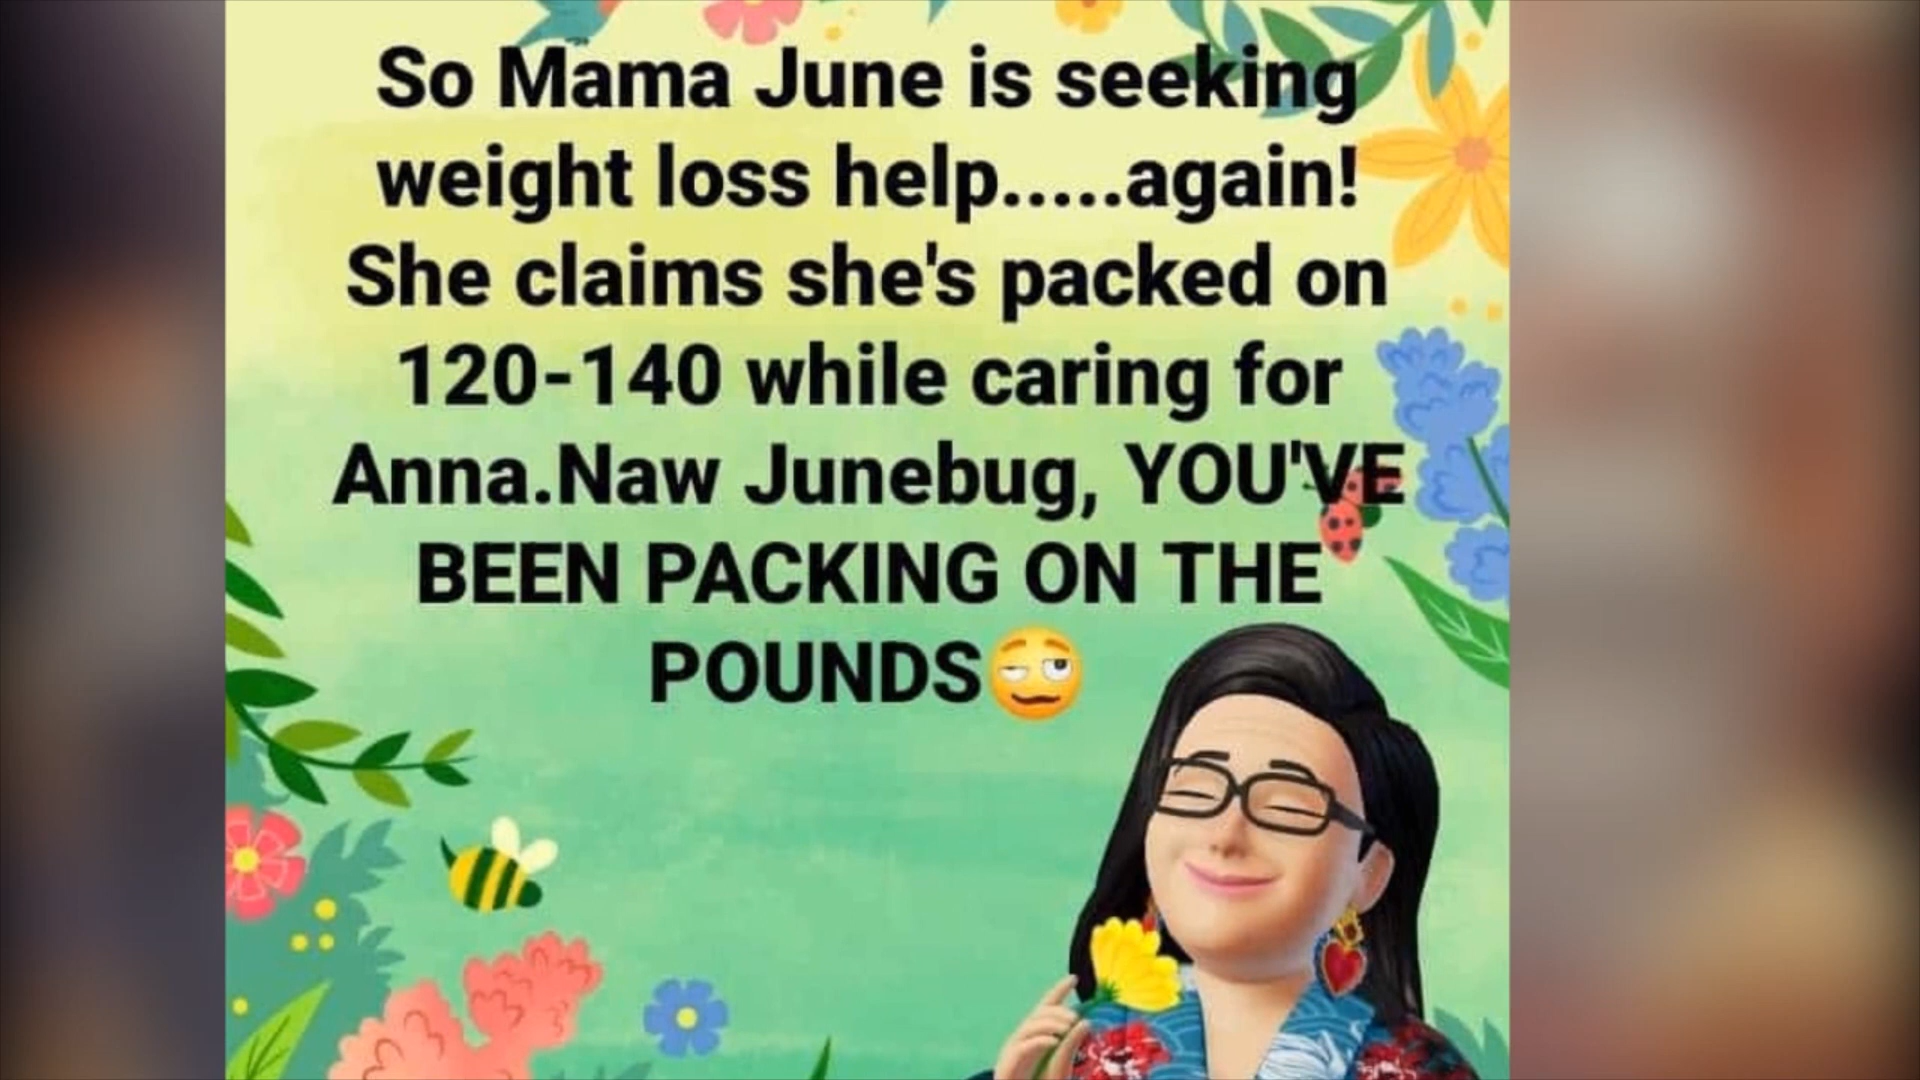 So Mama June is seeking
weight loss help.....again!
She claims she's packed on
120-140 while caring for
Anna.Naw Junebug, YOU'VE
BEEN PACKING ON THE
POUNDS🥴